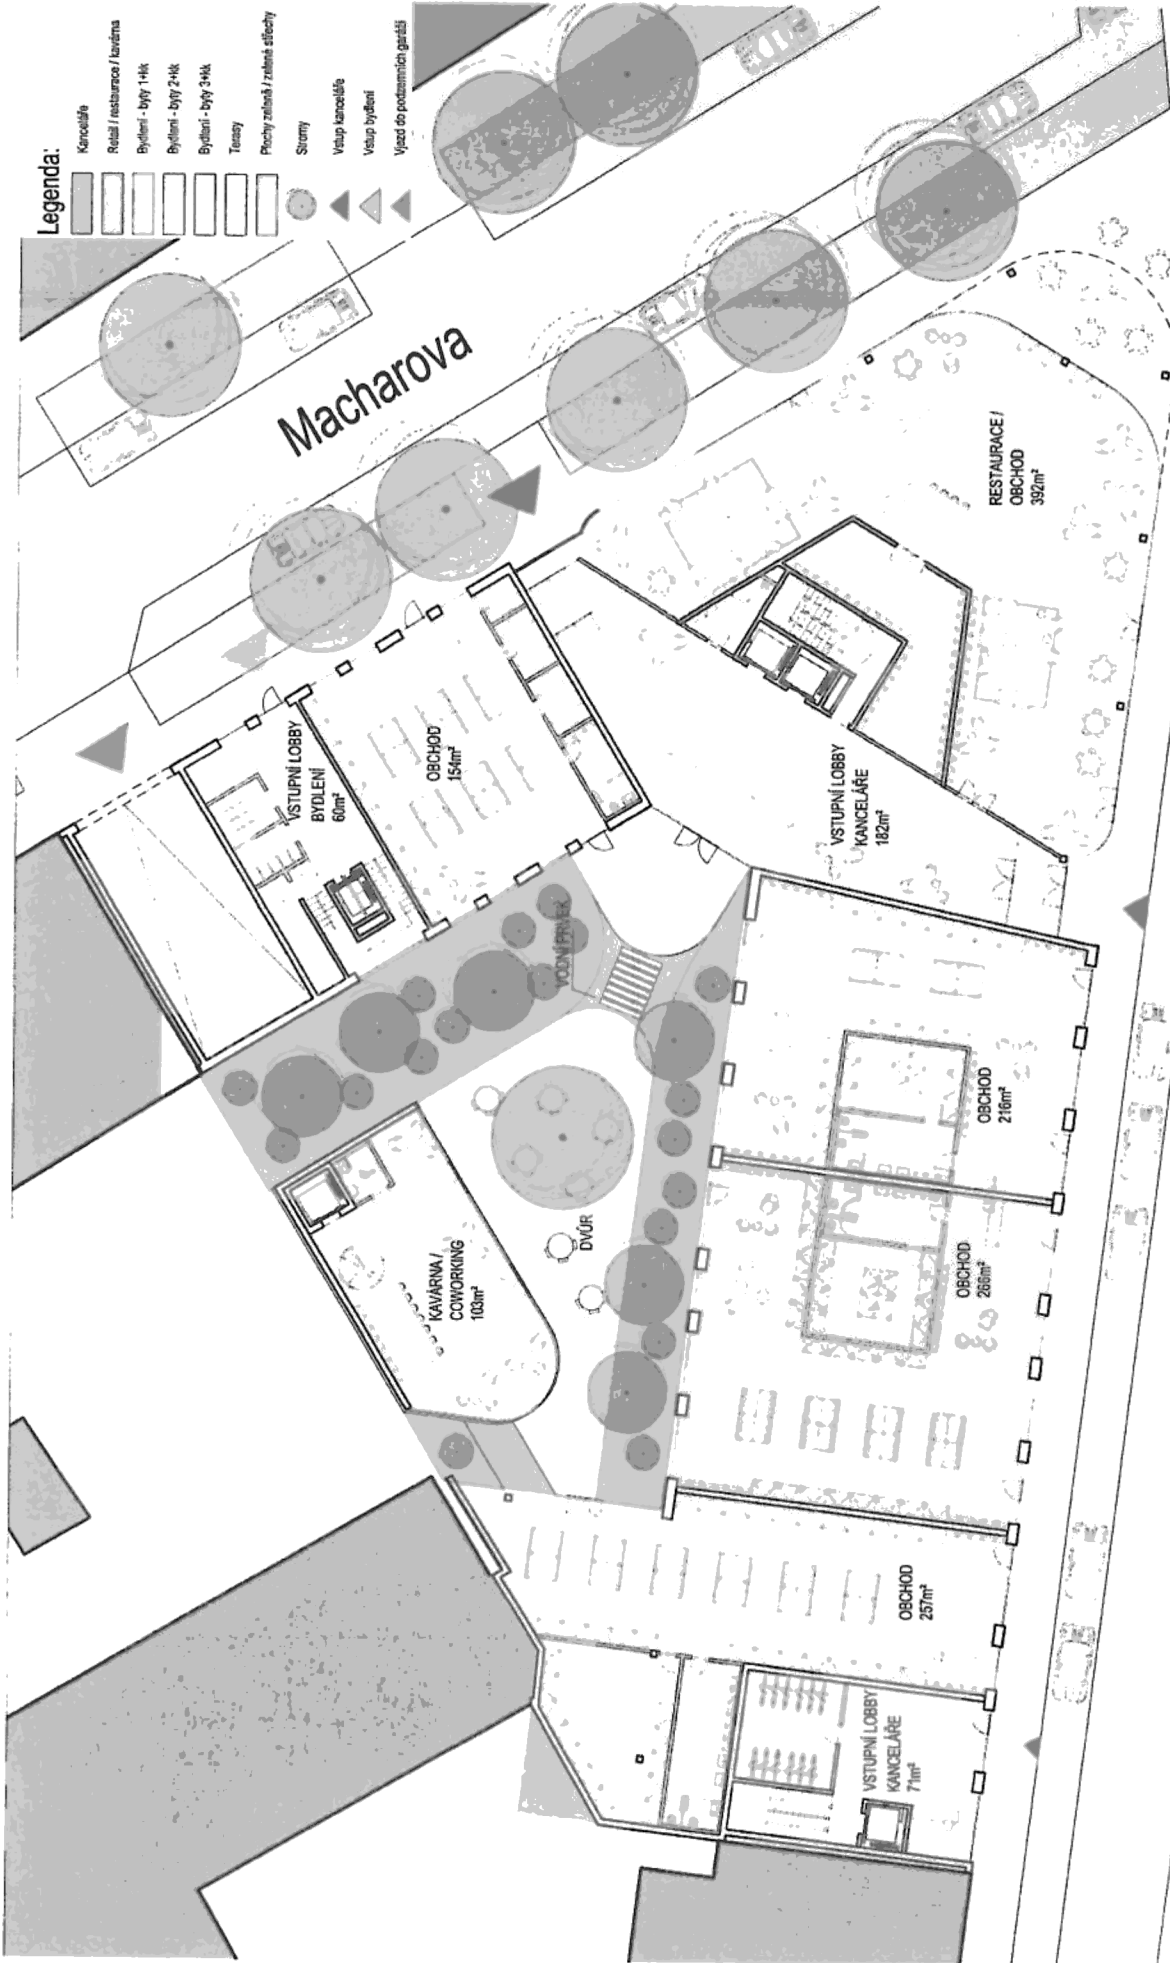 Legenda:
Kanceláře
Retail / restaurace / kavárna
Bydlení - byty 1+kk
Bydlení - byty 2+kk
Bydlení - byty 3+kk
Terasy
Plochy zeleně / zelené střechy
Stromy
Vstup kanceláře
Vstup bydlení
Vjezd do podzemních garáží
Macharova
VSTUPNÍ LOBBY
BYDLENÍ
60m²
OBCHOD
154m²
RESTAURACE /
OBCHOD
392m²
VSTUPNÍ LOBBY
KANCELÁŘE
182m²
VODNÍ PRVEK
OBCHOD
216m²
DVŮR
KAVÁRNA /
COWORKING
103m²
OBCHOD
266m²
OBCHOD
257m²
VSTUPNÍ LOBBY
KANCELÁŘE
71m²